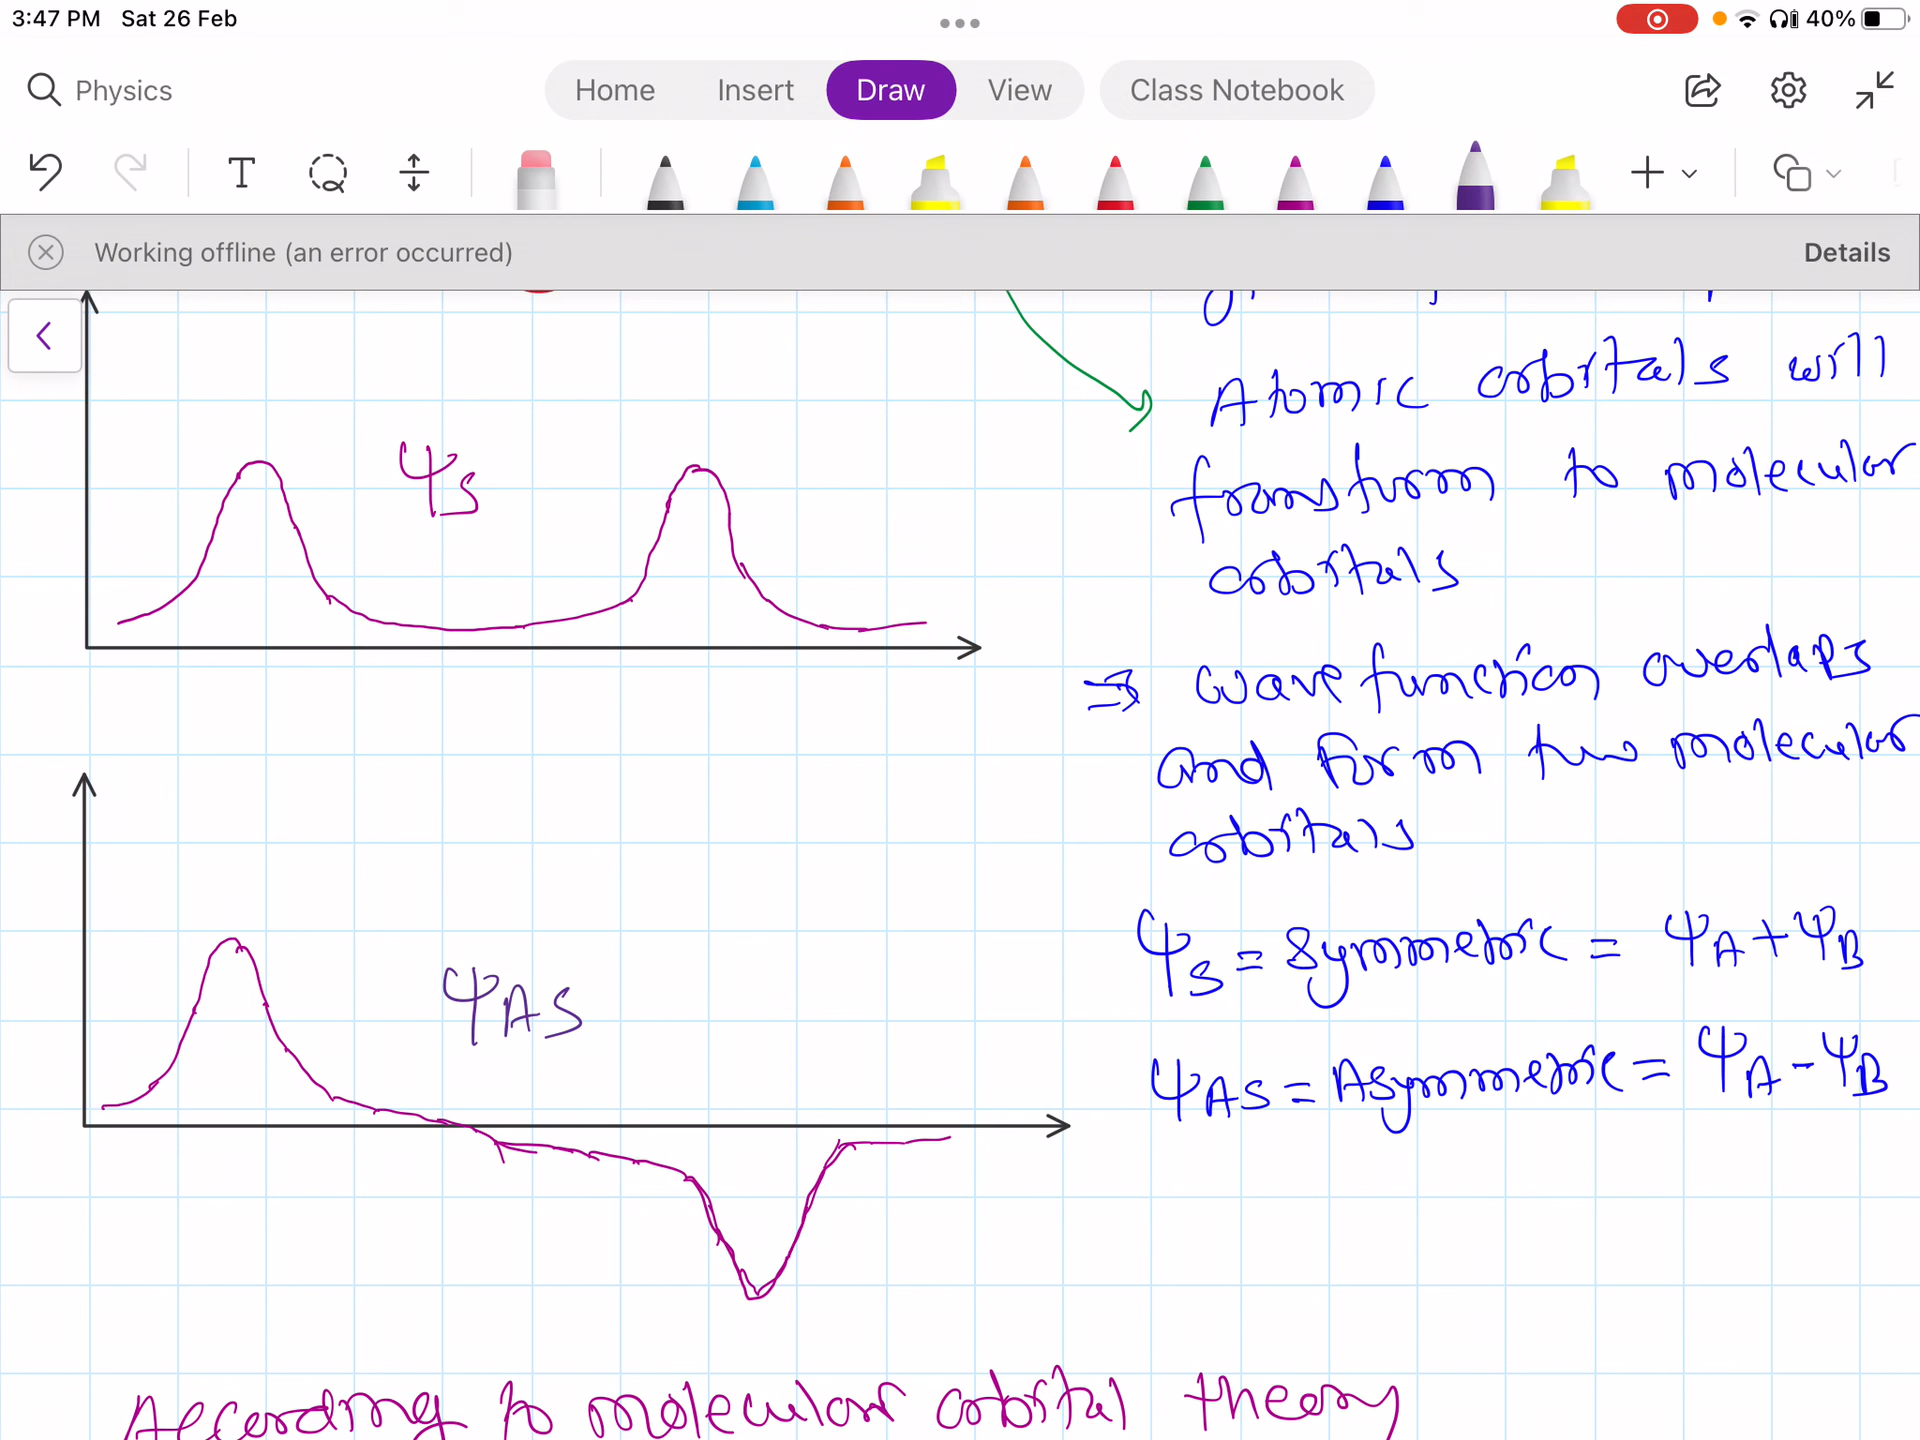 3:47 PM Sat 26 Feb
40%
Physics
Home Insert Draw View Class Notebook
T
Working offline (an error occurred) Details
Atomic orbitals will
transform to molecular
orbitals
⇒ wave function overlaps
and form two molecular
orbitals
ψS = Symmetric = ψA + ψB
ψAS = Asymmetric = ψA - ψB
ψS
ψAS
According to molecular orbital theory